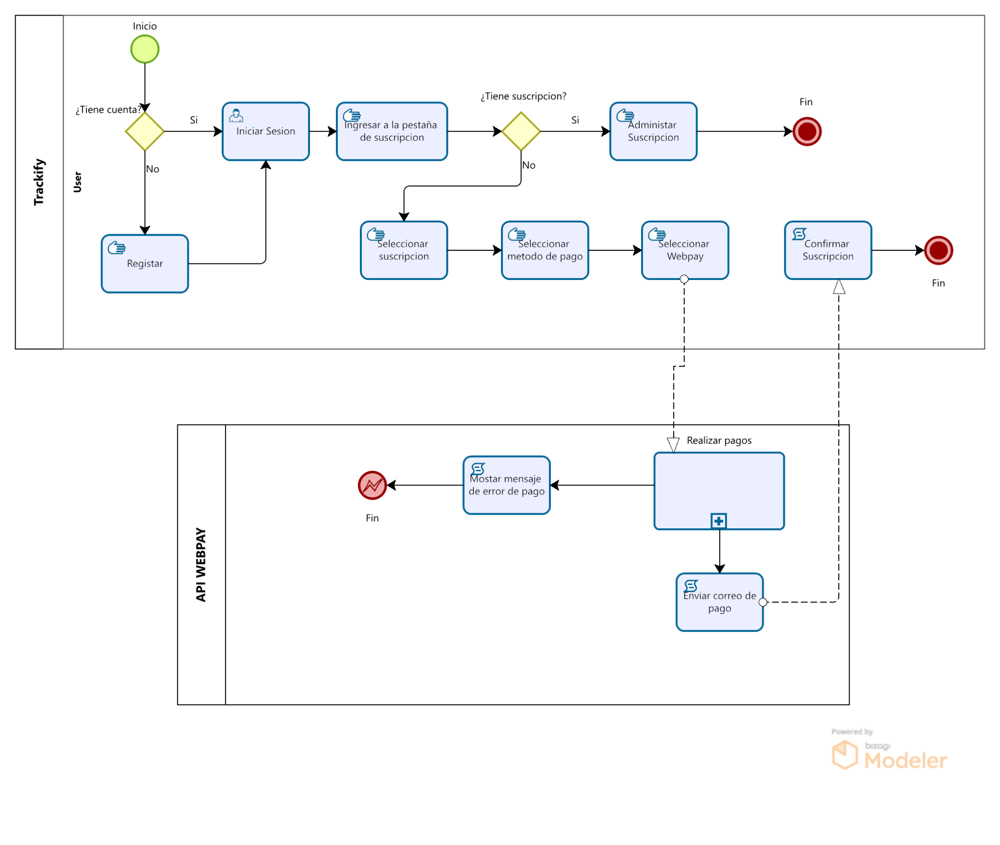 Inicio
¿Tiene cuenta?
Si
No
Trackify
User
Iniciar Sesion
Ingresar a la pestaña
de suscripcion
¿Tiene suscripcion?
Si
No
Administar
Suscripcion
Fin
Registar
Seleccionar
suscripcion
Seleccionar
metodo de pago
Seleccionar
Webpay
Confirmar
Suscripcion
Fin
API WEBPAY
Realizar pagos
Mostar mensaje
de error de pago
Fin
Enviar correo de
pago
Powered by
bizagi
Modeler